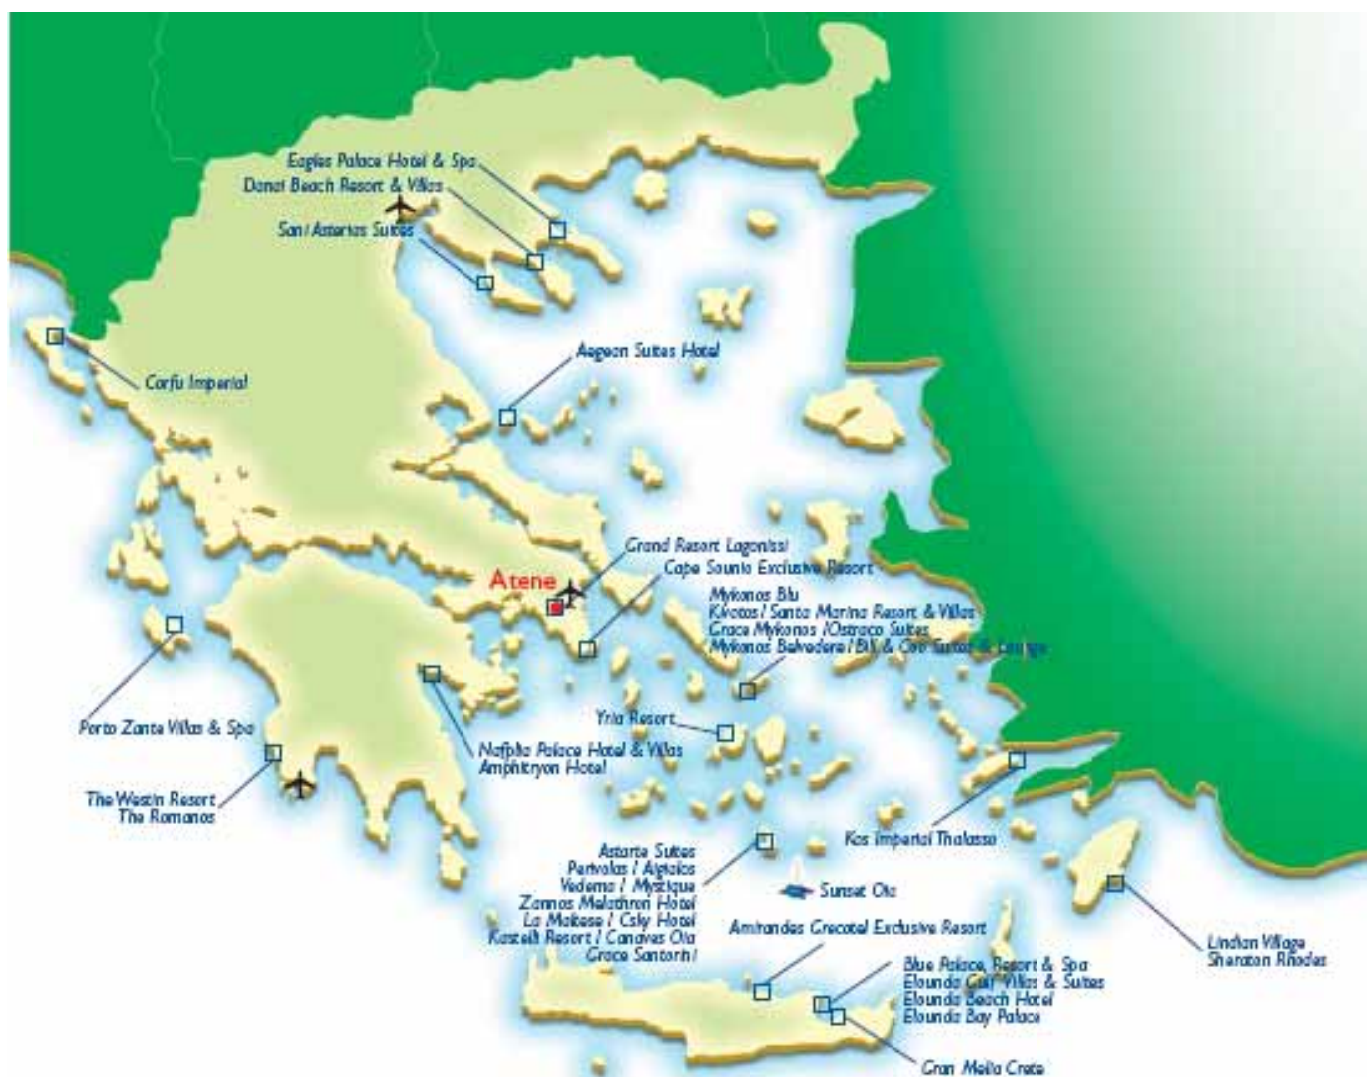 Eagles Palace Hotel & Spa
Danai Beach Resort & Villas
Sani Asterias Suites
Corfu Imperial
Aegean Suites Hotel
Grand Resort Lagonissi
Cape Sounio Exclusive Resort
Atene
Mykonos Blu
Kivotos / Santa Marina Resort & Villas
Grace Mykonos / Ostraco Suites
Mykonos Belvedere / Bill & Coo Suites & Lounge
Yria Resort
Porto Zante Villas & Spa
Nafplia Palace Hotel & Villas
Amphitryon Hotel
The Westin Resort
The Romanos
Kos Imperial Thalasso
Astarte Suites
Perivolas / Aigialos
Vedema / Mystique
Zannos Melathron Hotel
La Maltese / Csky Hotel
Kastelli Resort / Canaves Oia
Grace Santorini
Sunset Oia
Amirandes Grecotel Exclusive Resort
Lindian Village
Sheraton Rhodes
Blue Palace, Resort & Spa
Elounda Gulf Villas & Suites
Elounda Beach Hotel
Elounda Bay Palace
Gran Melia Crete